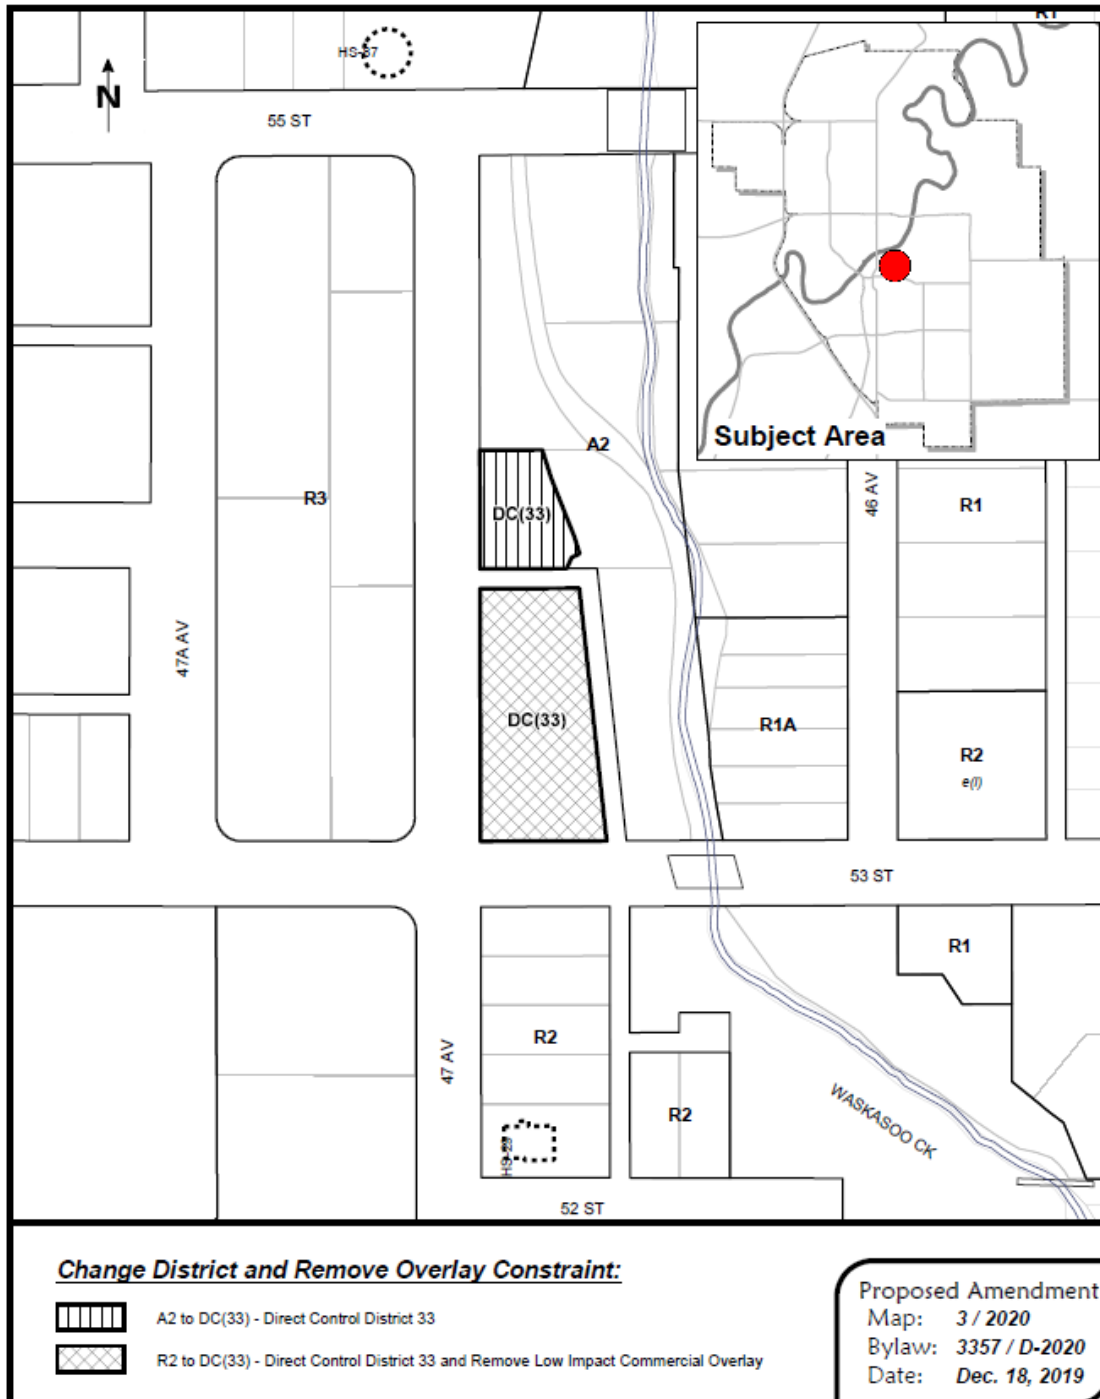 R1
HS-37
N
55 ST
Subject Area
A2
R3
DC(33)
46 AV
R1
47A AV
DC(33)
R1A
R2
e(l)
53 ST
R1
R2
47 AV
R2
WASKASOO CK
HS-29
52 ST
Change District and Remove Overlay Constraint:
A2 to DC(33) - Direct Control District 33
R2 to DC(33) - Direct Control District 33 and Remove Low Impact Commercial Overlay
Proposed Amendment
Map: 3 / 2020
Bylaw: 3357 / D-2020
Date: Dec. 18, 2019